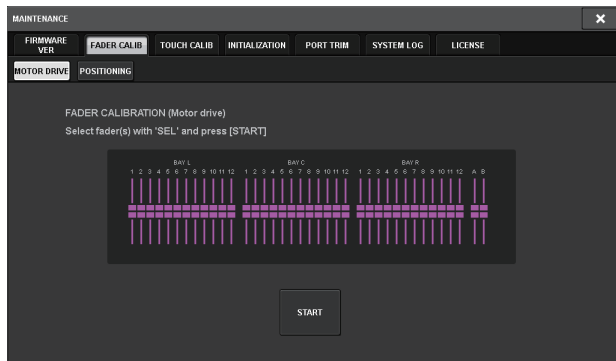 MAINTENANCE
FIRMWARE VER FADER CALIB TOUCH CALIB INITIALIZATION PORT TRIM SYSTEM LOG LICENSE
MOTOR DRIVE POSITIONING
FADER CALIBRATION (Motor drive)
Select fader(s) with 'SEL' and press [START]
BAY L BAY C BAY R
1 2 3 4 5 6 7 8 9 10 11 12 1 2 3 4 5 6 7 8 9 10 11 12 1 2 3 4 5 6 7 8 9 10 11 12 A B
START